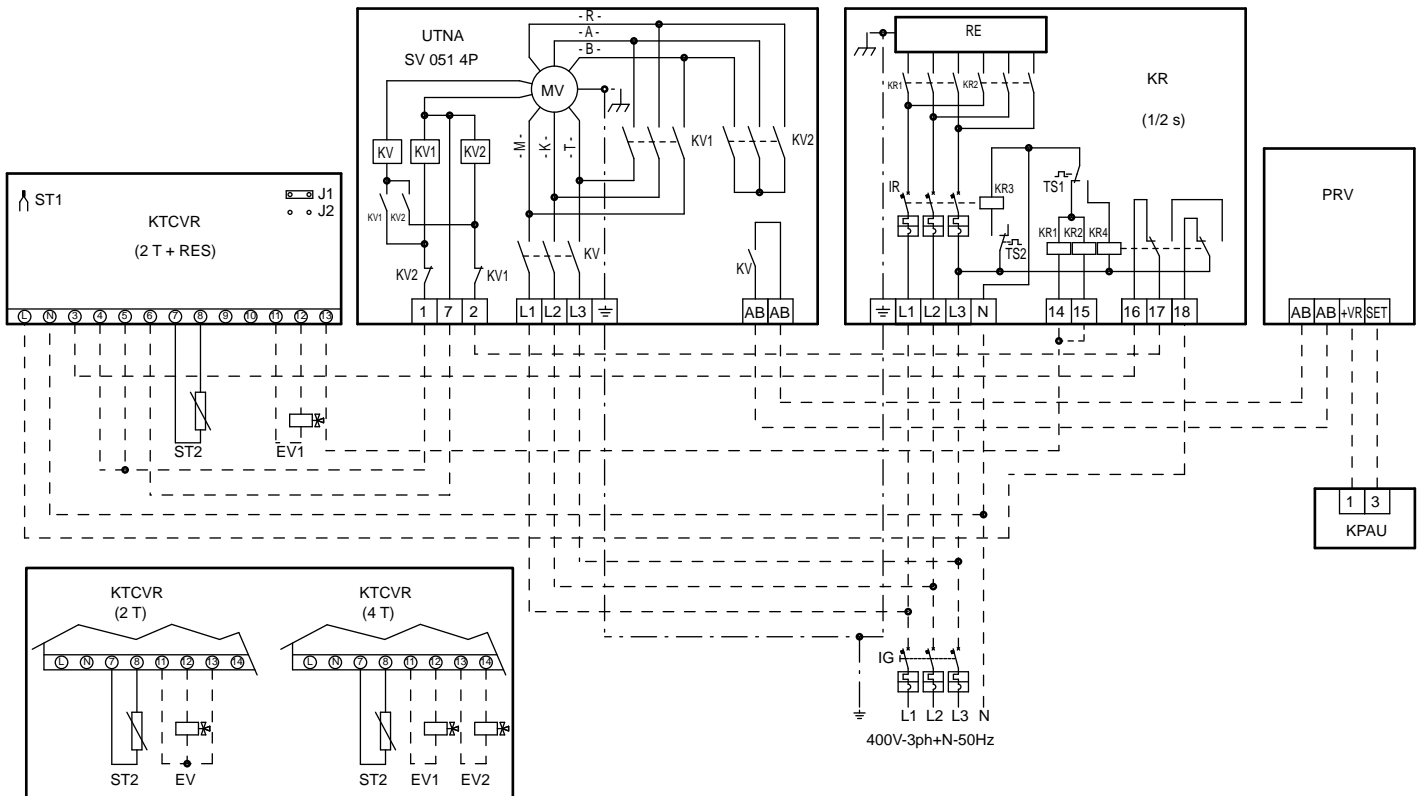 UTNA
SV 051 4P
- R -
- A -
- B -
MV
KV
KV1
KV2
- M -
- K -
- T -
KV1
KV2
KV1
KV2
KV2
KV1
KV
KV
1
7
2
L1
L2
L3
AB
AB
RE
KR1
KR2
KR
(1/2 s)
IR
KR3
TS1
TS2
KR1
KR2
KR4
L1
L2
L3
N
14
15
16
17
18
PRV
AB
AB
+VR
SET
1
3
KPAU
ST1
KTCVR
(2 T + RES)
J1
J2
L
N
3
4
5
6
7
8
9
10
11
12
13
ST2
EV1
KTCVR
(2 T)
L
N
7
8
11
12
13
14
ST2
EV
KTCVR
(4 T)
L
N
7
8
11
12
13
14
ST2
EV1
EV2
IG
L1
L2
L3
N
400V-3ph+N-50Hz